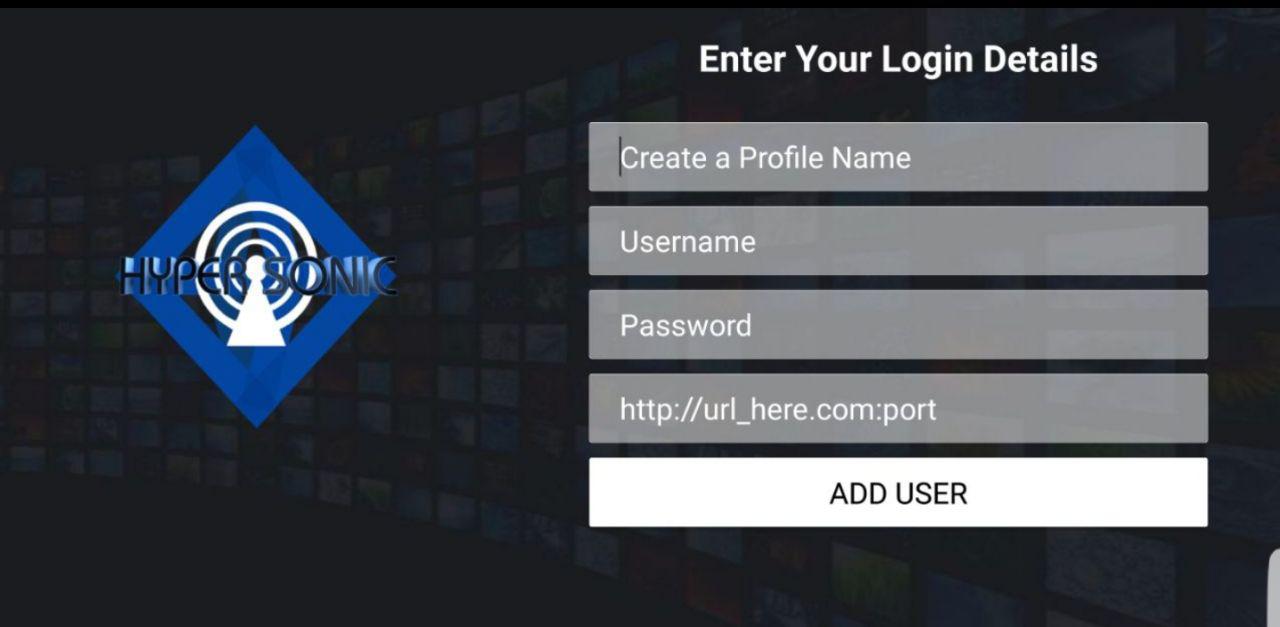 Enter Your Login Details
HYPER SONIC
Create a Profile Name
Username
Password
http://url_here.com:port
ADD USER